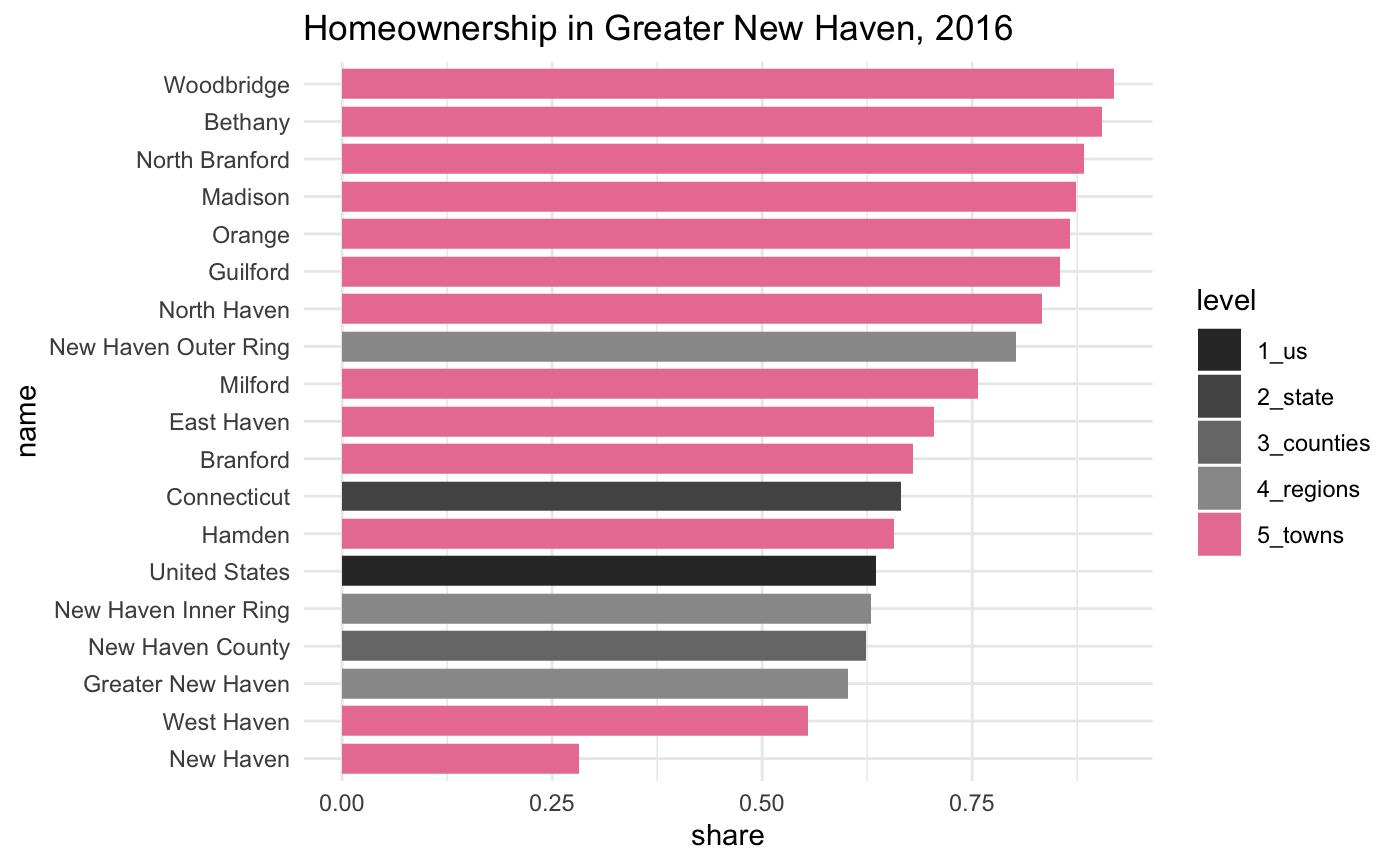 Homeownership in Greater New Haven, 2016
Woodbridge
Bethany
North Branford
Madison
Orange
Guilford
North Haven
New Haven Outer Ring
Milford
East Haven
Branford
Connecticut
Hamden
United States
New Haven Inner Ring
New Haven County
Greater New Haven
West Haven
New Haven
name
0.00 0.25 0.50 0.75
share
level
1_us
2_state
3_counties
4_regions
5_towns